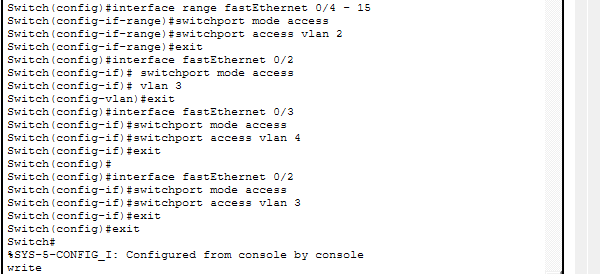 Switch(config)#interface range fastEthernet 0/4 - 15
Switch(config-if-range)#switchport mode access
Switch(config-if-range)#switchport access vlan 2
Switch(config-if-range)#exit
Switch(config)#interface fastEthernet 0/2
Switch(config-if)# switchport mode access
Switch(config-if)# vlan 3
Switch(config-vlan)#exit
Switch(config)#interface fastEthernet 0/3
Switch(config-if)#switchport mode access
Switch(config-if)#switchport access vlan 4
Switch(config-if)#exit
Switch(config)#
Switch(config)#interface fastEthernet 0/2
Switch(config-if)#switchport mode access
Switch(config-if)#switchport access vlan 3
Switch(config-if)#exit
Switch(config)#exit
Switch#
%SYS-5-CONFIG_I: Configured from console by console
write